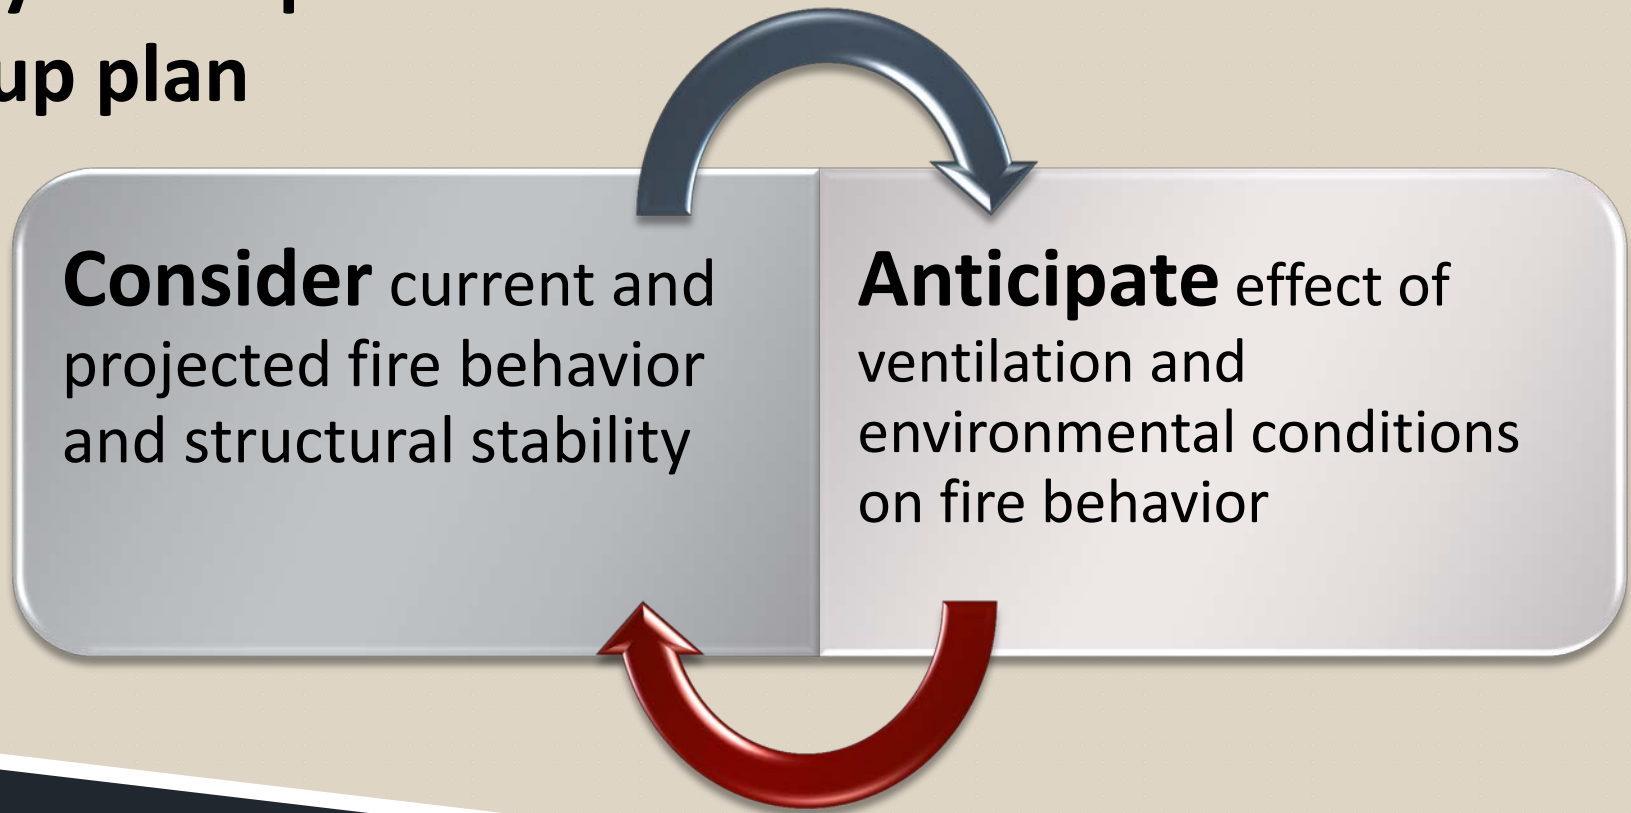 up plan
Consider current and
projected fire behavior
and structural stability
Anticipate effect of
ventilation and
environmental conditions
on fire behavior